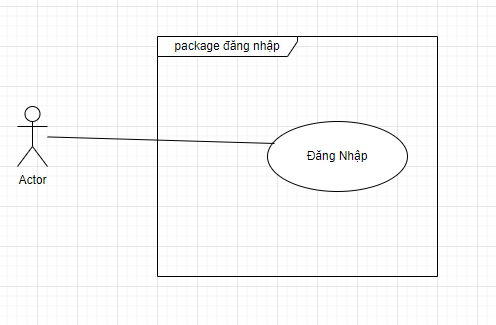 package đăng nhập
Đăng Nhập
Actor